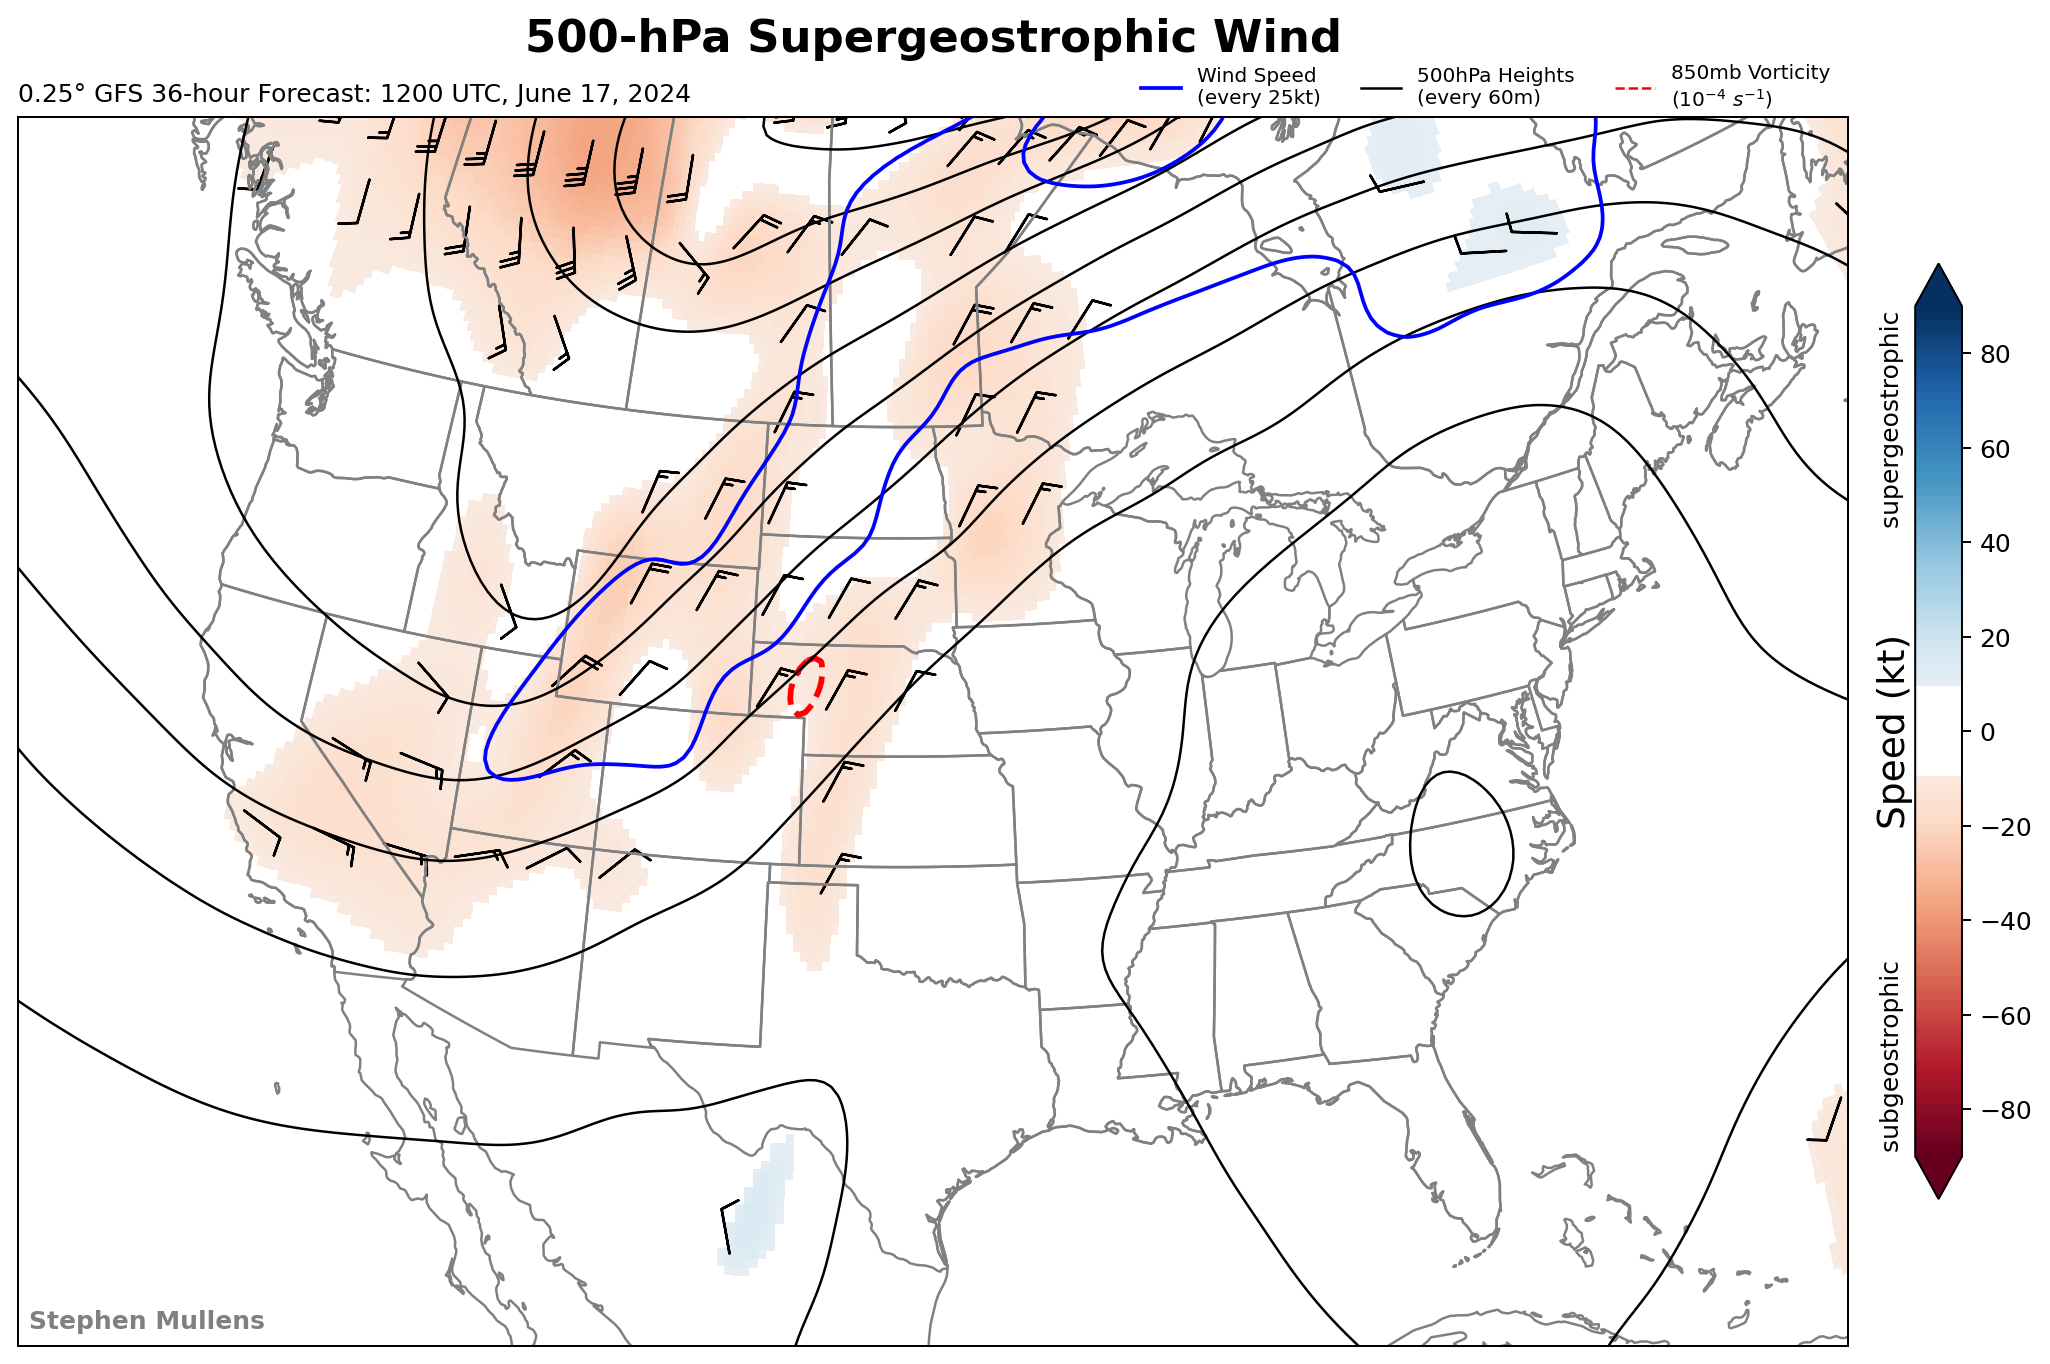 500-hPa Supergeostrophic Wind
0.25° GFS 36-hour Forecast: 1200 UTC, June 17, 2024
Wind Speed
(every 25kt)
500hPa Heights
(every 60m)
850mb Vorticity
(10⁻⁴ s⁻¹)
supergeostrophic
Speed (kt)
subgeostrophic
80
60
40
20
0
−20
−40
−60
−80
Stephen Mullens